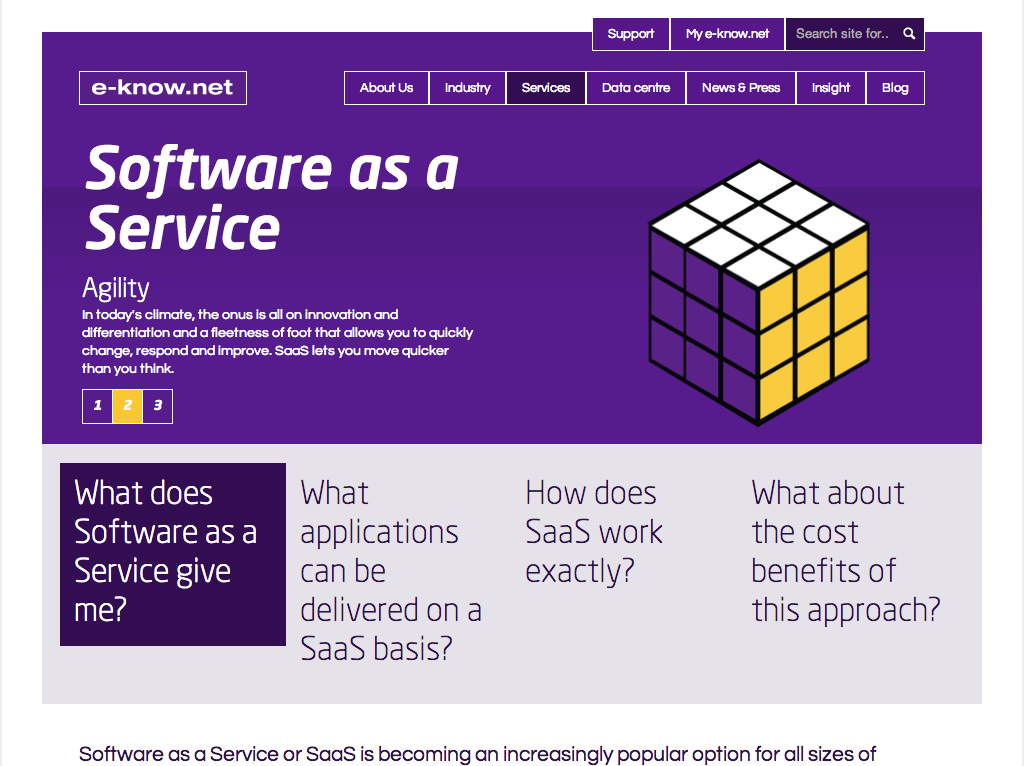 Support
My e-know.net
Search site for..
e-know.net
About Us
Industry
Services
Data centre
News & Press
Insight
Blog
Software as a
Service
Agility
In today's climate, the onus is all on innovation and
differentiation and a fleetness of foot that allows you to quickly
change, respond and improve. SaaS lets you move quicker
than you think.
1
2
3
What does
Software as a
Service give
me?
What
applications
can be
delivered on a
SaaS basis?
How does
SaaS work
exactly?
What about
the cost
benefits of
this approach?
Software as a Service or SaaS is becoming an increasingly popular option for all sizes of